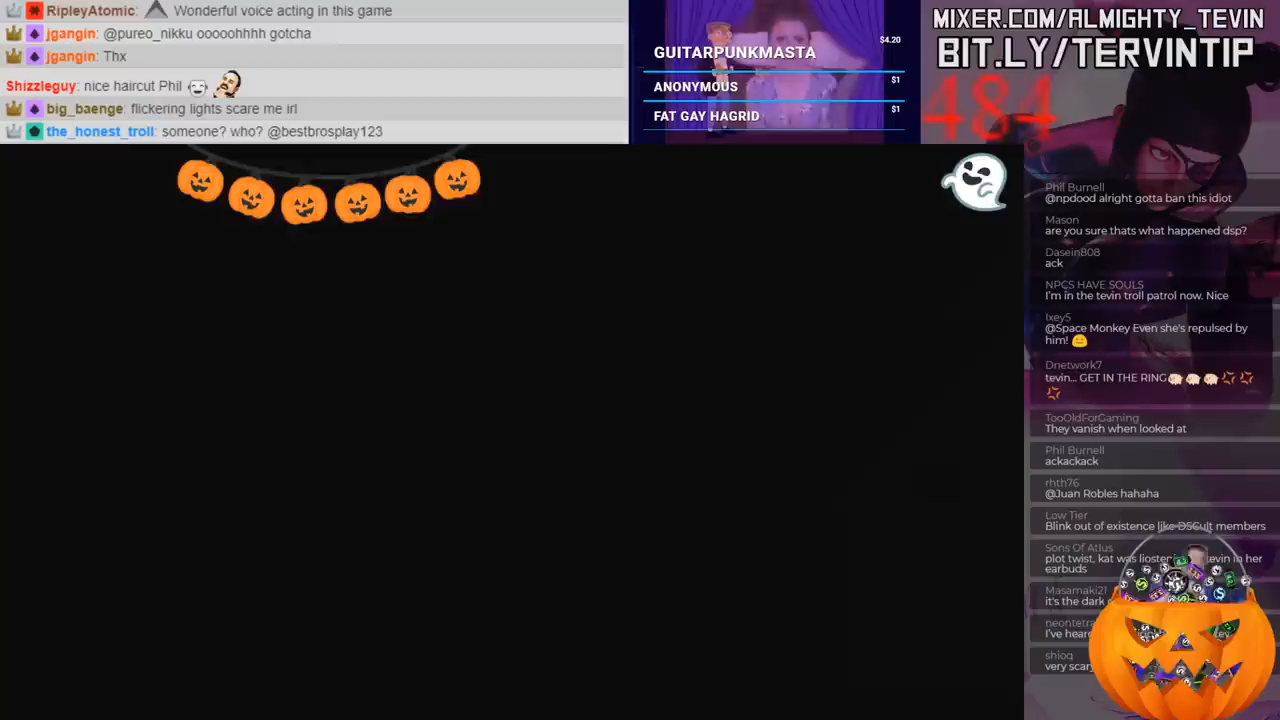 RipleyAtomic: Wonderful voice acting in this game
jgangin: @pureo_nikku ooooohhhh gotcha
jgangin: Thx
Shizzleguy: nice haircut Phil
big_baenge: flickering lights scare me irl
the_honest_troll: someone? who? @bestbrosplay123
GUITARPUNKMASTA $4.20
ANONYMOUS $1
FAT GAY HAGRID $1
MIXER.COM/ALMIGHTY_TEVIN
BIT.LY/TERVINTIP
484
Phil Burnell
@npdood alright gotta ban this idiot
Mason
are you sure thats what happened dsp?
Dasein808
ack
NPCS HAVE SOULS
I'm in the tevin troll patrol now. Nice
lxey5
@Space Monkey Even she's repulsed by
him!
Dnetwork7
tevin... GET IN THE RING
TooOldForGaming
They vanish when looked at
Phil Burnell
ackackack
rhth76
@Juan Robles hahaha
Low Tier
Blink out of existence like DSCult members
Sons Of Atlus
plot twist, kat was tevin in her
earbuds
Masamaki21
it's the dark
neontetra
I've heard
shioq
very scary